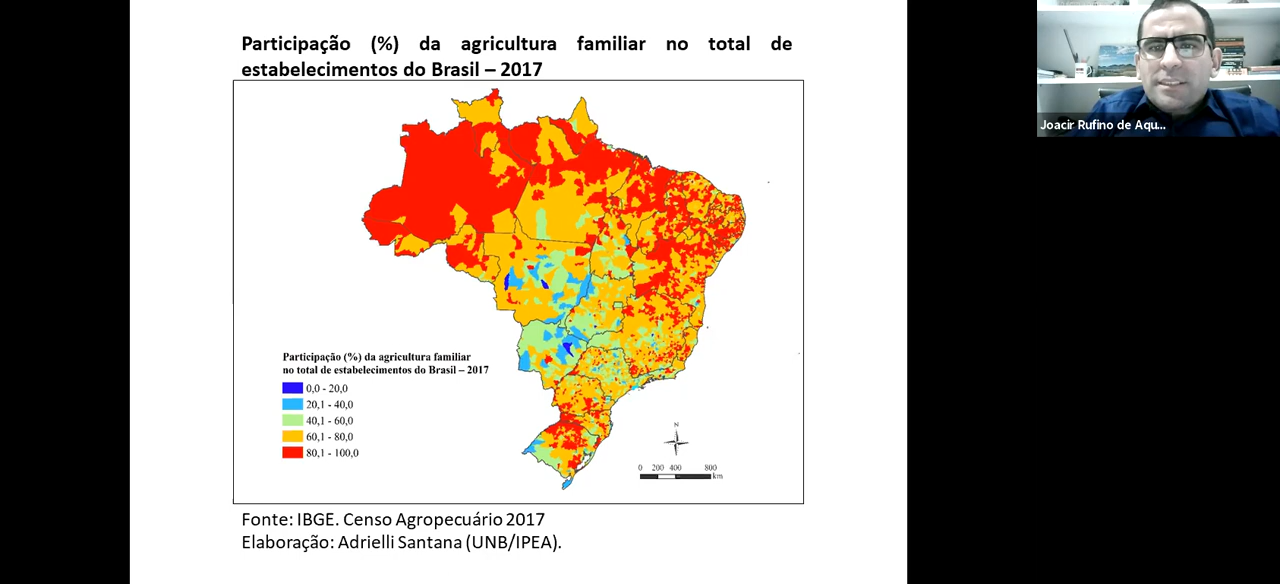 Participação (%) da agricultura familiar no total de
estabelecimentos do Brasil – 2017
Joacir Rufino de Aqu...
Participação (%) da agricultura familiar
no total de estabelecimentos do Brasil – 2017
0,0 - 20,0
20,1 - 40,0
40,1 - 60,0
60,1 - 80,0
80,1 - 100,0
N
0 200 400 800
km
Fonte: IBGE. Censo Agropecuário 2017
Elaboração: Adrielli Santana (UNB/IPEA).